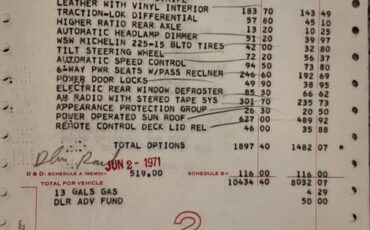 LEATHER WITH VINYL INTERIOR 183 70 143 49
TRACTION-LOK DIFFERENTIAL 57 80 45 10
HIGHER RATIO REAR AXLE 13 20 10 25
AUTOMATIC HEADLAMP DIMMER 51 20 39 97
WSW MICHELIN 225-15 BLTD TIRES 42 00 32 80
TILT STEERING WHEEL 72 20 56 37
AUTOMATIC SPEED CONTROL 94 50 73 80
6-WAY PWR SEATS W/PASS RECLNER 246 60 192 69
POWER DOOR LOCKS 49 90 38 95
ELECTRIC REAR WINDOW DEFROSTER 85 30 66 62
AM RADIO WITH STEREO TAPE SYS 301 70 235 73
APPEARANCE PROTECTION GROUP 26 30 20 50
POWER OPERATED SUN ROOF 627 00 489 92
REMOTE CONTROL DECK LID REL 46 00 35 88
TOTAL OPTIONS 1897 40 1482 07 *
JUN 2 - 1971
D & D: SCHEDULE A (MEMO) 519.00 SCHEDULE B 116 00 116 00
TOTAL FOR VEHICLE 10434 40 8032 07
13 GALS GAS 4 29
DLR ADV FUND 50 00
2